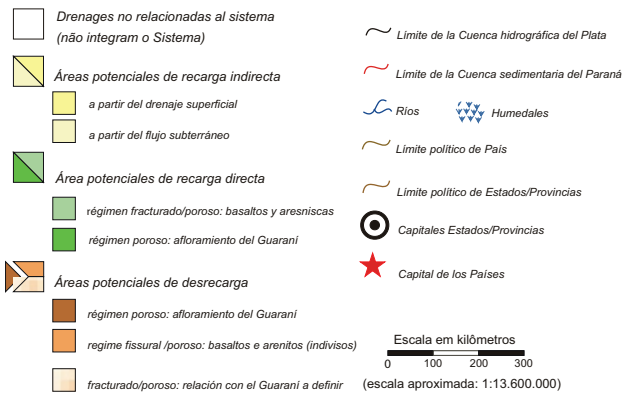 Drenages no relacionadas al sistema
(não integram o Sistema)
Áreas potenciales de recarga indirecta
a partir del drenaje superficial
a partir del flujo subterráneo
Área potenciales de recarga directa
régimen fracturado/poroso: basaltos y aresniscas
régimen poroso: afloramiento del Guaraní
Áreas potenciales de desrecarga
régimen poroso: afloramiento del Guaraní
regime fissural /poroso: basaltos e arenitos (indivisos)
fracturado/poroso: relación con el Guaraní a definir
Límite de la Cuenca hidrográfica del Plata
Límite de la Cuenca sedimentaria del Paraná
Ríos
Humedales
Límite político de País
Límite político de Estados/Provincias
Capitales Estados/Provincias
Capital de los Países
Escala em kilômetros
0 100 200 300
(escala aproximada: 1:13.600.000)